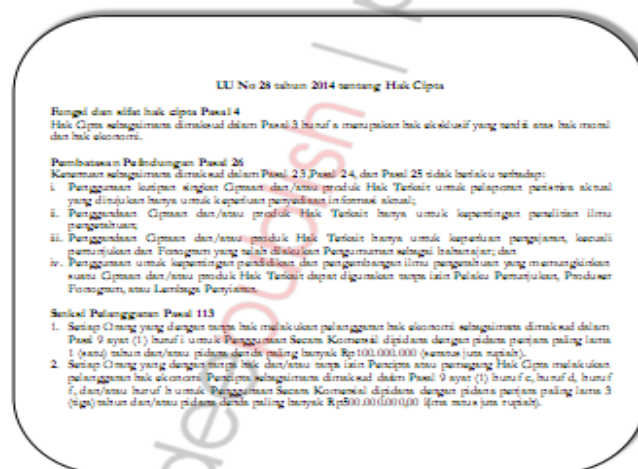 UU No 28 tahun 2014 tentang Hak Cipta
Fungsi dan sifat hak cipta Pasal 4
Hak Cipta sebagaimana dimaksud dalam Pasal 3 huruf a merupakan hak eksklusif yang terdiri atas hak moral
dan hak ekonomi.
Pembatasan Pelindungan Pasal 26
Ketentuan sebagaimana dimaksud dalam Pasal 23, Pasal 24, dan Pasal 25 tidak berlaku terhadap:
i. Penggunaan kutipan singkat Ciptaan dan/atau produk Hak Terkait untuk pelaporan peristiwa aktual
yang ditujukan hanya untuk keperluan penyediaan informasi aktual;
ii. Penggandaan Ciptaan dan/atau produk Hak Terkait hanya untuk kepentingan penelitian ilmu
pengetahuan;
iii. Penggandaan Ciptaan dan/atau produk Hak Terkait hanya untuk keperluan pengajaran, kecuali
pertunjukan dan Fonogram yang telah dilakukan Pengumuman sebagai bahan ajar; dan
iv. Penggunaan untuk kepentingan pendidikan dan pengembangan ilmu pengetahuan yang memungkinkan
suatu Ciptaan dan/atau produk Hak Terkait dapat digunakan tanpa izin Pelaku Pertunjukan, Produser
Fonogram, atau Lembaga Penyiaran.
Sanksi Pelanggaran Pasal 113
1. Setiap Orang yang dengan tanpa hak melakukan pelanggaran hak ekonomi sebagaimana dimaksud dalam
Pasal 9 ayat (1) huruf i untuk Penggunaan Secara Komersial dipidana dengan pidana penjara paling lama
1 (satu) tahun dan/atau pidana denda paling banyak Rp100.000.000 (seratus juta rupiah).
2. Setiap Orang yang dengan tanpa hak dan/atau tanpa izin Pencipta atau pemegang Hak Cipta melakukan
pelanggaran hak ekonomi Pencipta sebagaimana dimaksud dalam Pasal 9 ayat (1) huruf c, huruf d, huruf
f, dan/atau huruf h untuk Penggunaan Secara Komersial dipidana dengan pidana penjara paling lama 3
(tiga) tahun dan/atau pidana denda paling banyak Rp500.000.000,00 (lima ratus juta rupiah).
deepublish / p